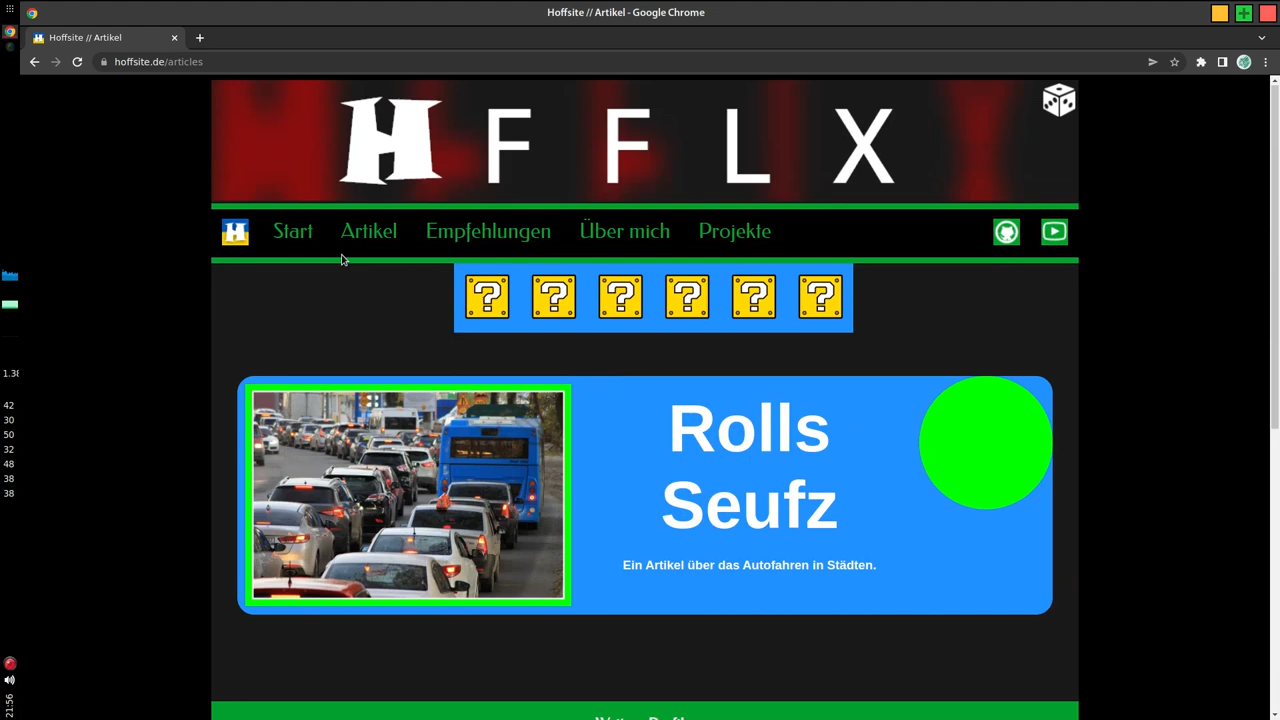 Hoffsite // Artikel - Google Chrome
Hoffsite // Artikel
hoffsite.de/articles
H F F L X
Start Artikel Empfehlungen Über mich Projekte
? ? ? ? ? ?
Rolls
Seufz
Ein Artikel über das Autofahren in Städten.
1.38
42
30
50
32
48
38
38
21:56